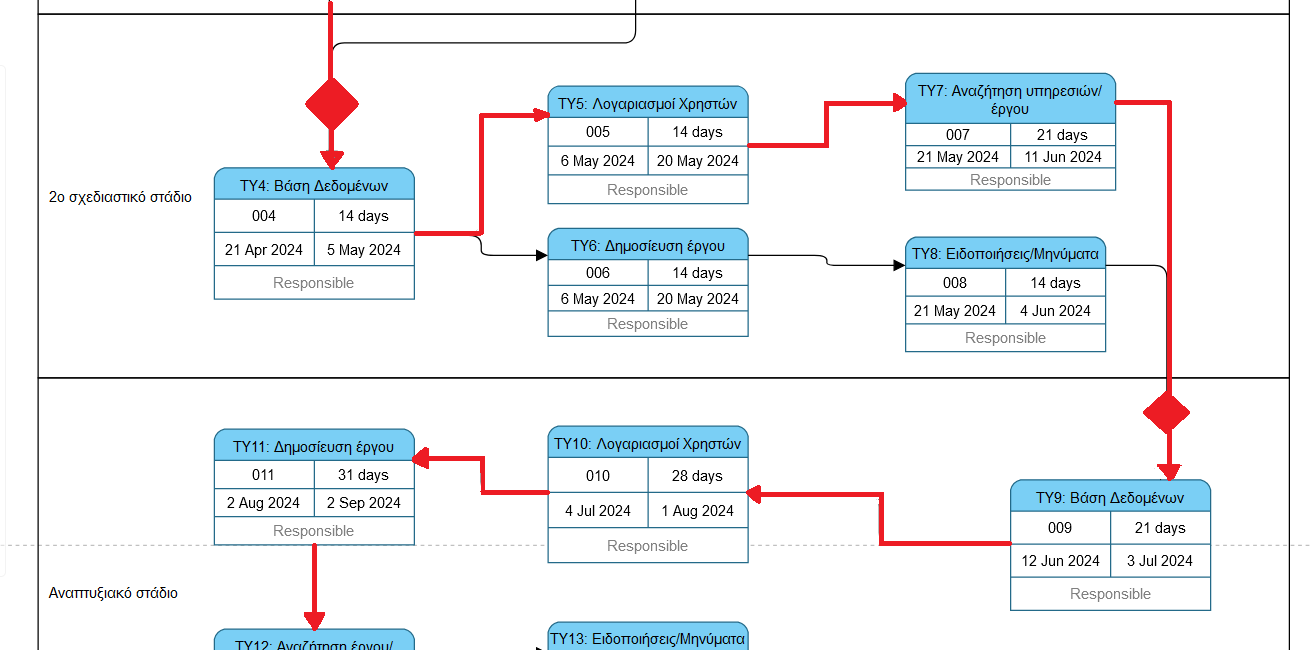 2ο σχεδιαστικό στάδιο
TY4: Βάση Δεδομένων
004 14 days
21 Apr 2024 5 May 2024
Responsible
TY5: Λογαριασμοί Χρηστών
005 14 days
6 May 2024 20 May 2024
Responsible
TY7: Αναζήτηση υπηρεσιών/
έργου
007 21 days
21 May 2024 11 Jun 2024
Responsible
TY6: Δημοσίευση έργου
006 14 days
6 May 2024 20 May 2024
Responsible
TY8: Ειδοποιήσεις/Μηνύματα
008 14 days
21 May 2024 4 Jun 2024
Responsible
Αναπτυξιακό στάδιο
TY9: Βάση Δεδομένων
009 21 days
12 Jun 2024 3 Jul 2024
Responsible
TY10: Λογαριασμοί Χρηστών
010 28 days
4 Jul 2024 1 Aug 2024
Responsible
TY11: Δημοσίευση έργου
011 31 days
2 Aug 2024 2 Sep 2024
Responsible
TY12: Αναζήτηση έργου/
TY13: Ειδοποιήσεις/Μηνύματα